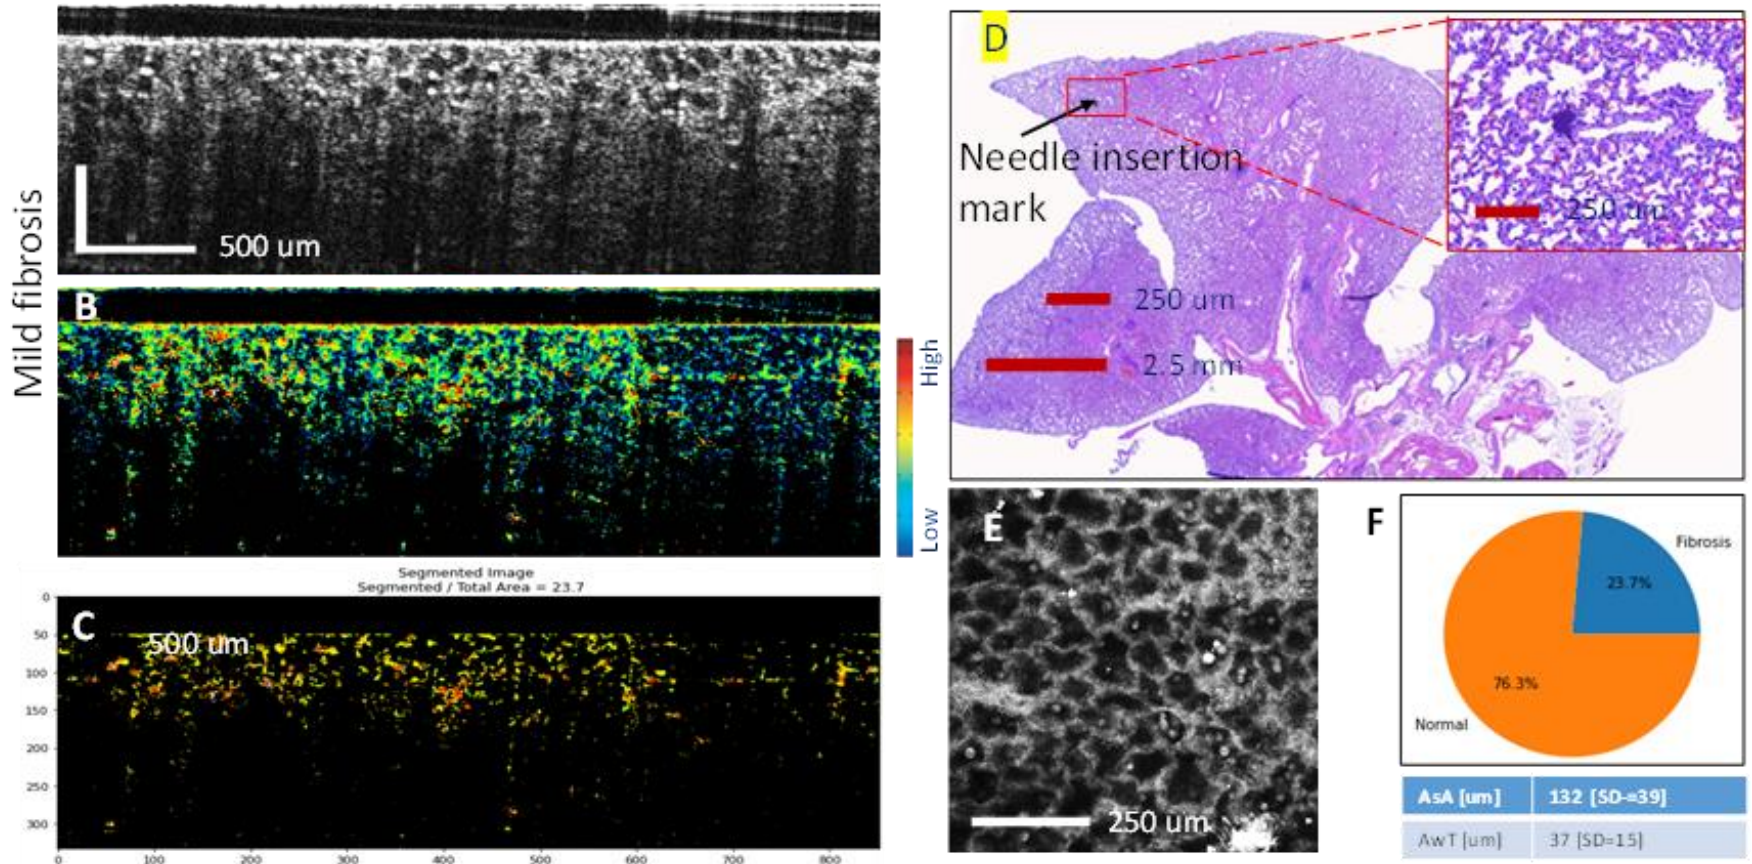 Mild fibrosis
500 um
B
High
Low
Segmented Image
Segmented / Total Area = 23.7
C
500 um
0
50
100
150
200
250
300
0 100 200 300 400 500 600 700 800
D
Needle insertion
mark
250 um
250 um
2.5 mm
E
250 um
F
Fibrosis
23.7%
76.3%
Normal
AsA [um] 132 [SD=39]
AwT [um] 37 [SD=15]